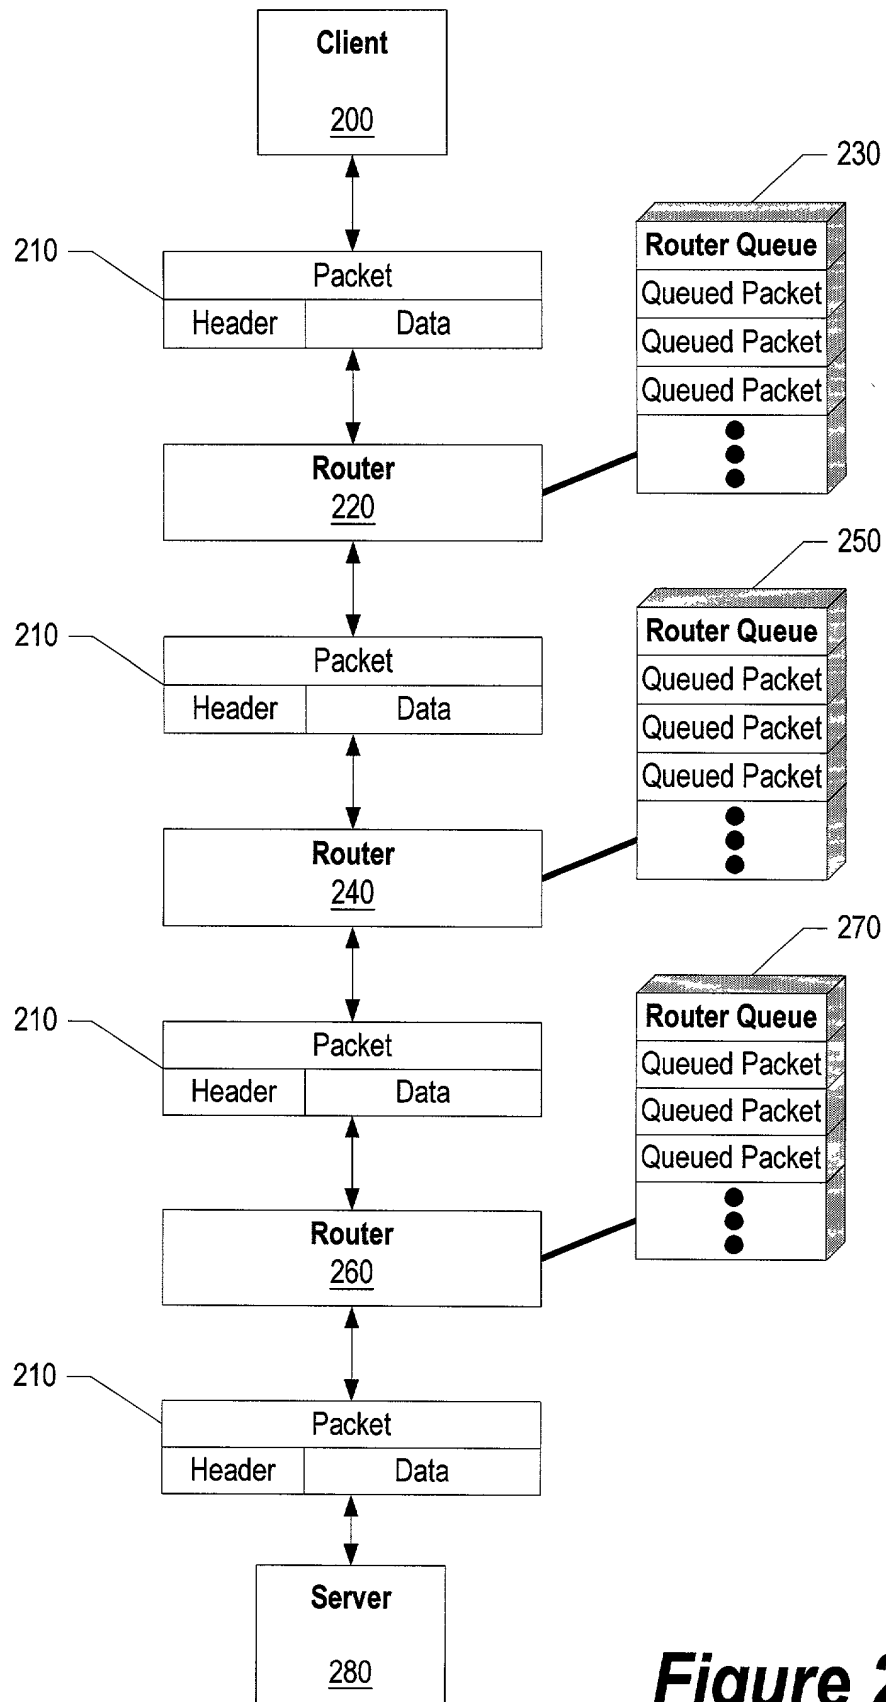 Client
200
230
210
Packet
Header Data
Router Queue
Queued Packet
Queued Packet
Queued Packet
Router
220
250
210
Packet
Header Data
Router Queue
Queued Packet
Queued Packet
Queued Packet
Router
240
270
210
Packet
Header Data
Router Queue
Queued Packet
Queued Packet
Queued Packet
Router
260
210
Packet
Header Data
Server
280
Figure 2